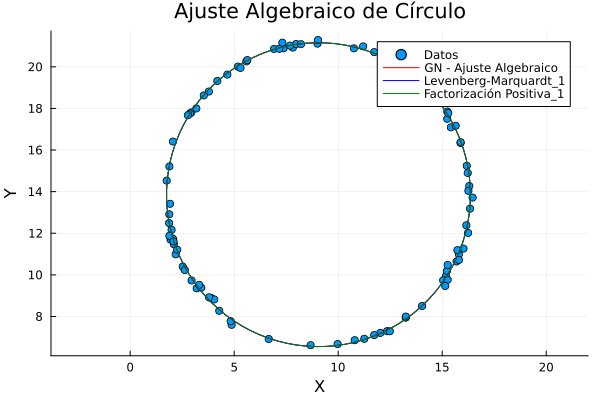 Ajuste Algebraico de Círculo
Datos
GN - Ajuste Algebraico
Levenberg-Marquardt_1
Factorización Positiva_1
20
18
16
14
12
10
8
Y
0 5 10 15 20
X